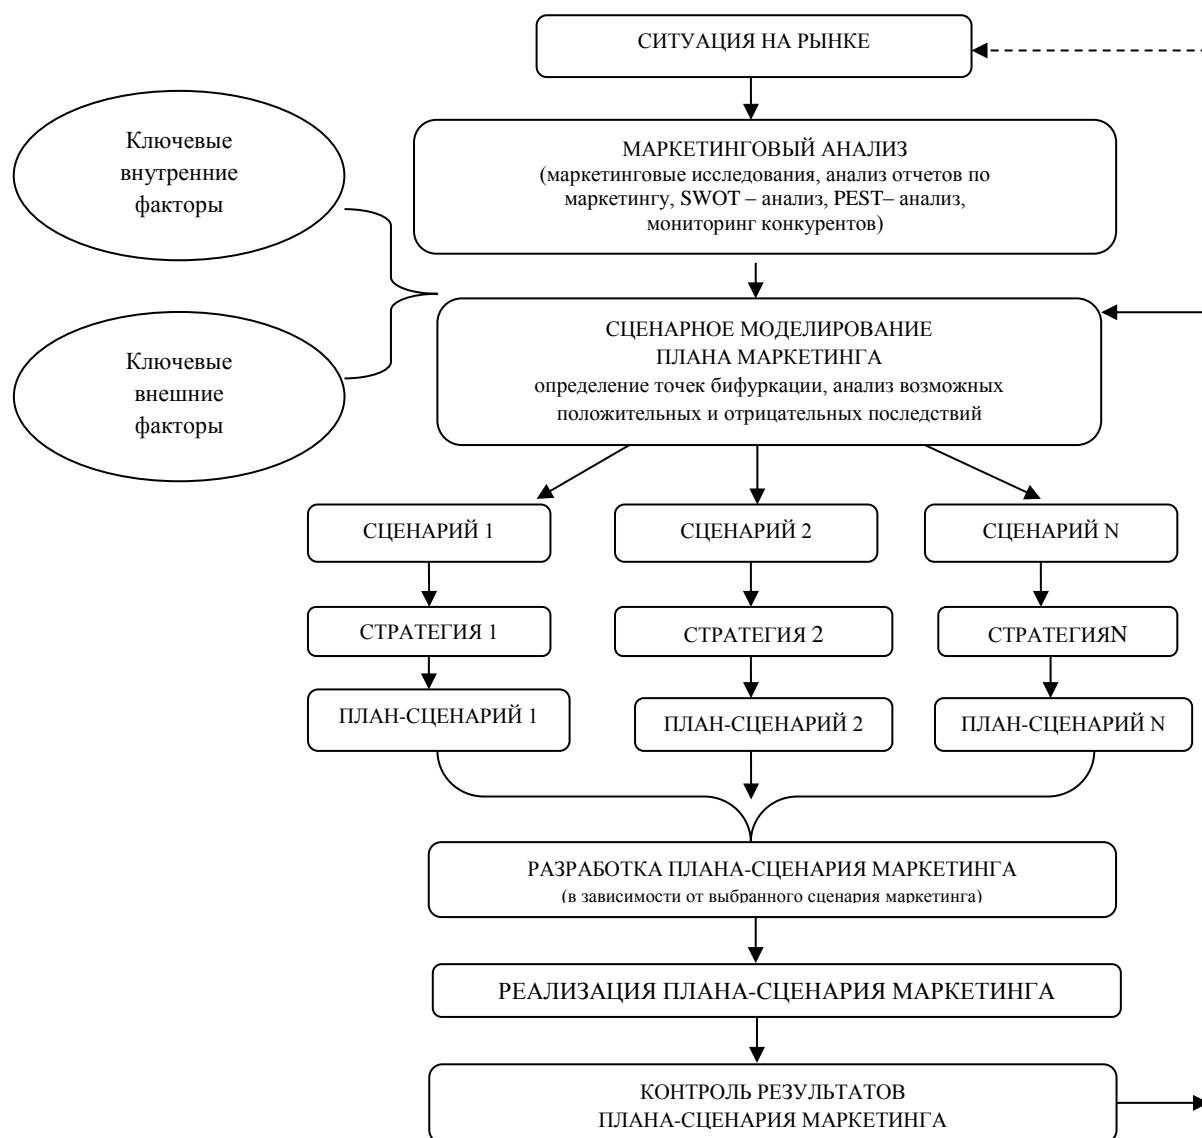 СИТУАЦИЯ НА РЫНКЕ
Ключевые
внутренние
факторы
МАРКЕТИНГОВЫЙ АНАЛИЗ
(маркетинговые исследования, анализ отчетов по
маркетингу, SWOT – анализ, PEST– анализ,
мониторинг конкурентов)
Ключевые
внешние
факторы
СЦЕНАРНОЕ МОДЕЛИРОВАНИЕ
ПЛАНА МАРКЕТИНГА
определение точек бифуркации, анализ возможных
положительных и отрицательных последствий
СЦЕНАРИЙ 1
СЦЕНАРИЙ 2
СЦЕНАРИЙ N
СТРАТЕГИЯ 1
СТРАТЕГИЯ 2
СТРАТЕГИЯN
ПЛАН-СЦЕНАРИЙ 1
ПЛАН-СЦЕНАРИЙ 2
ПЛАН-СЦЕНАРИЙ N
РАЗРАБОТКА ПЛАНА-СЦЕНАРИЯ МАРКЕТИНГА
(в зависимости от выбранного сценария маркетинга)
РЕАЛИЗАЦИЯ ПЛАНА-СЦЕНАРИЯ МАРКЕТИНГА
КОНТРОЛЬ РЕЗУЛЬТАТОВ
ПЛАНА-СЦЕНАРИЯ МАРКЕТИНГА